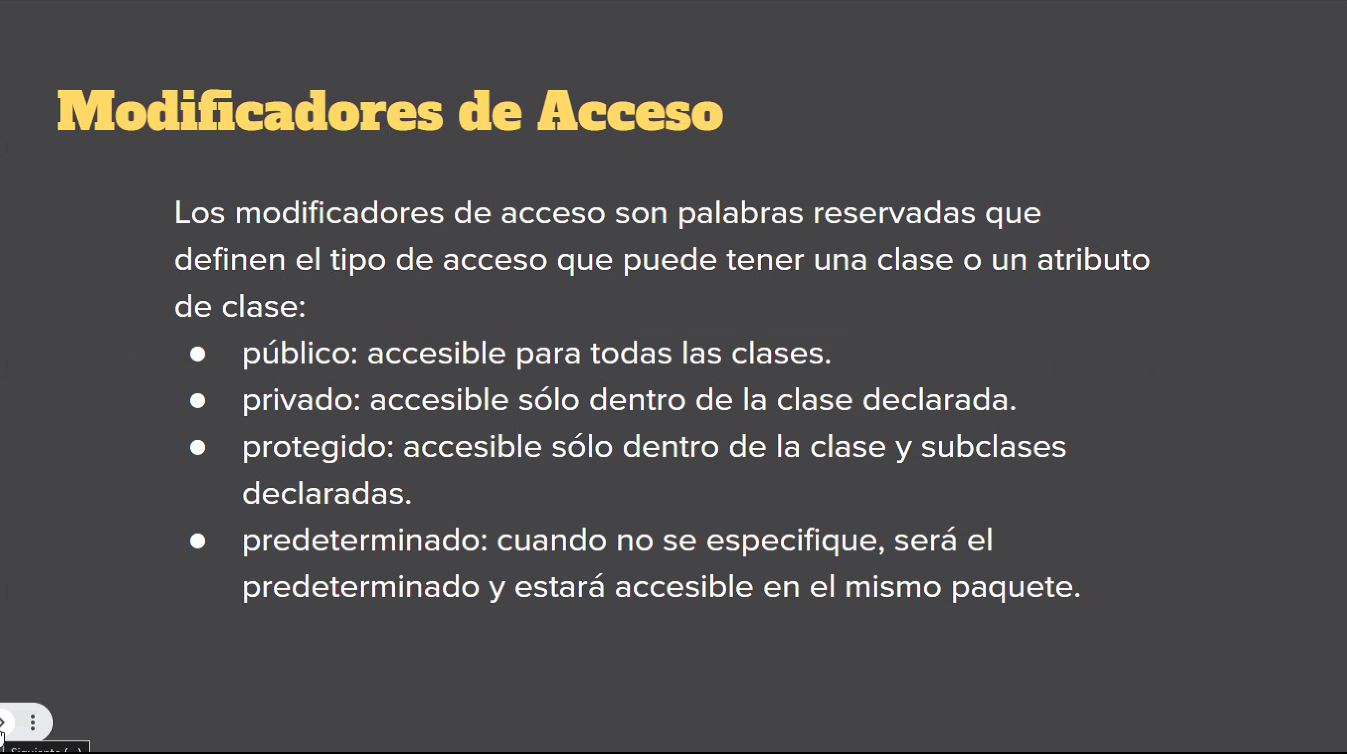 Modificadores de Acceso
Los modificadores de acceso son palabras reservadas que
definen el tipo de acceso que puede tener una clase o un atributo
de clase:
● público: accesible para todas las clases.
● privado: accesible sólo dentro de la clase declarada.
● protegido: accesible sólo dentro de la clase y subclases
declaradas.
● predeterminado: cuando no se especifique, será el
predeterminado y estará accesible en el mismo paquete.